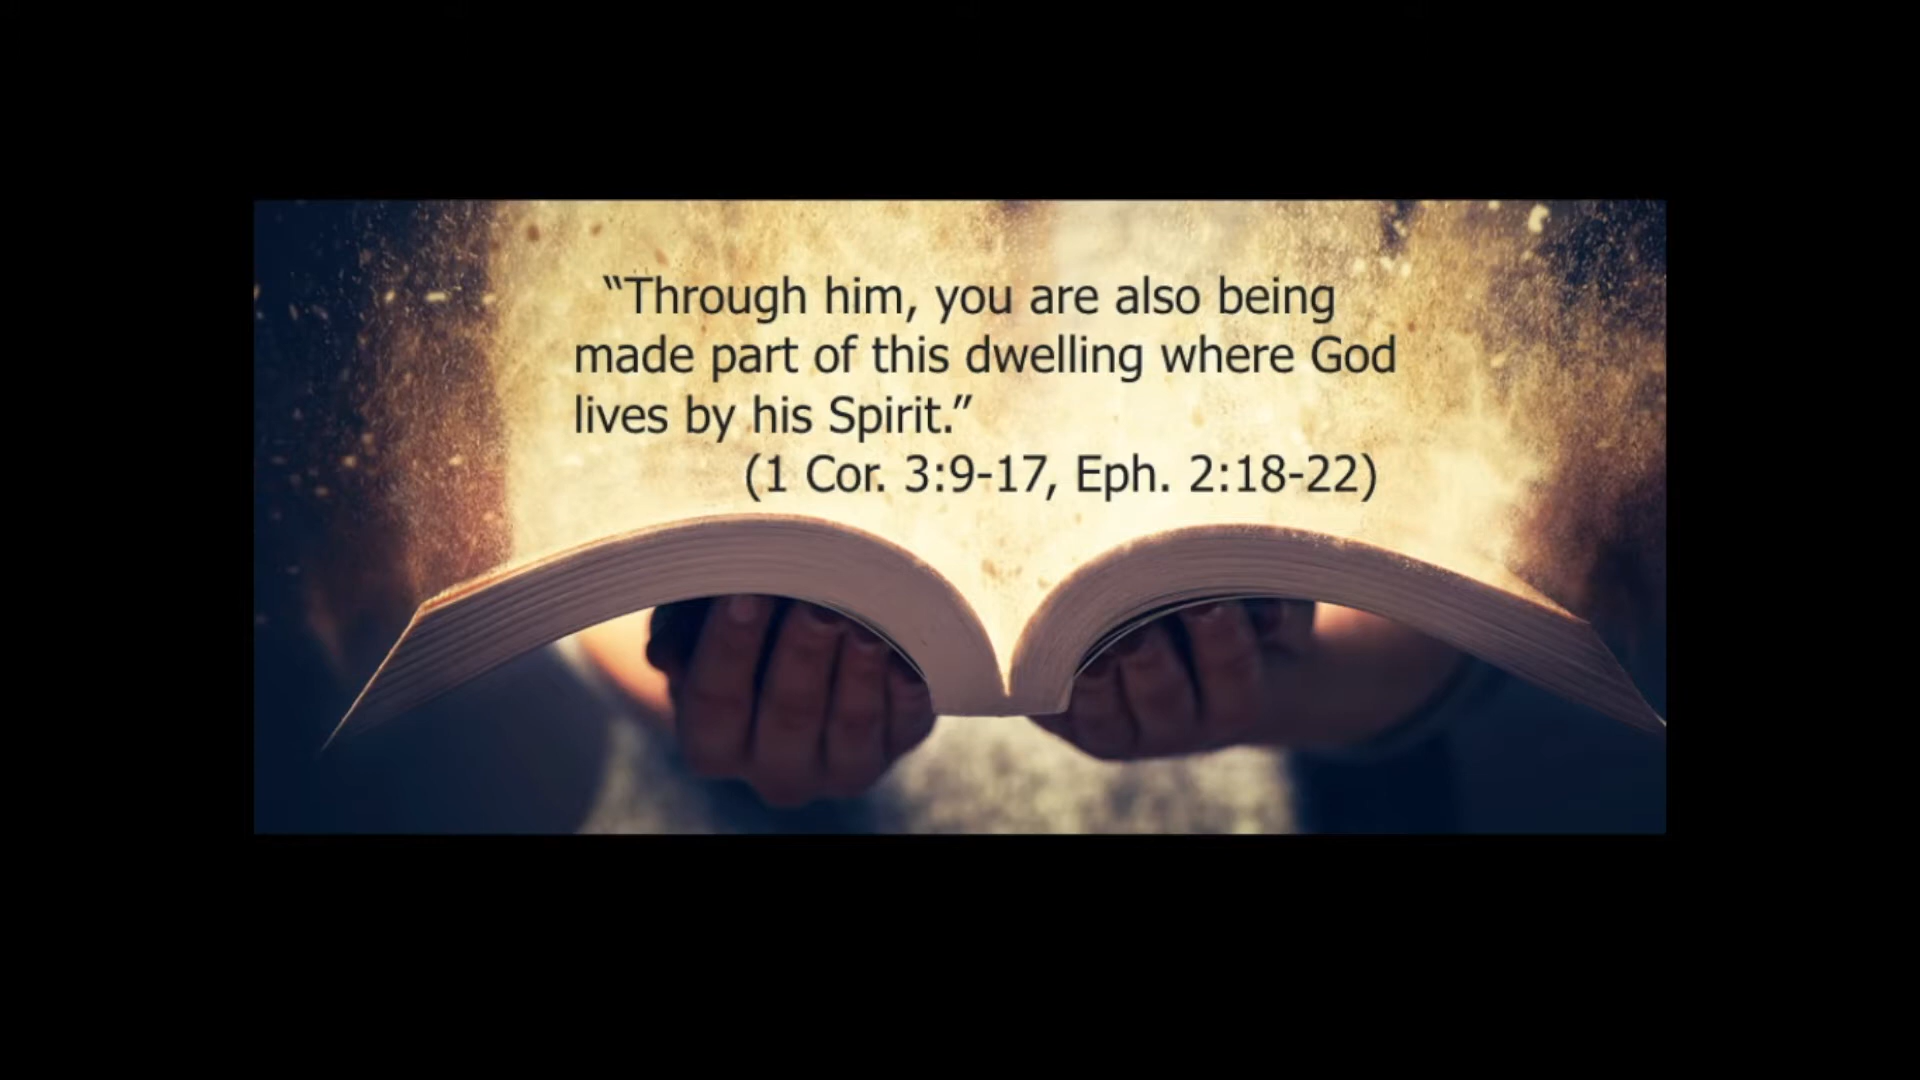 “Through him, you are also being
made part of this dwelling where God
lives by his Spirit.”
(1 Cor. 3:9-17, Eph. 2:18-22)